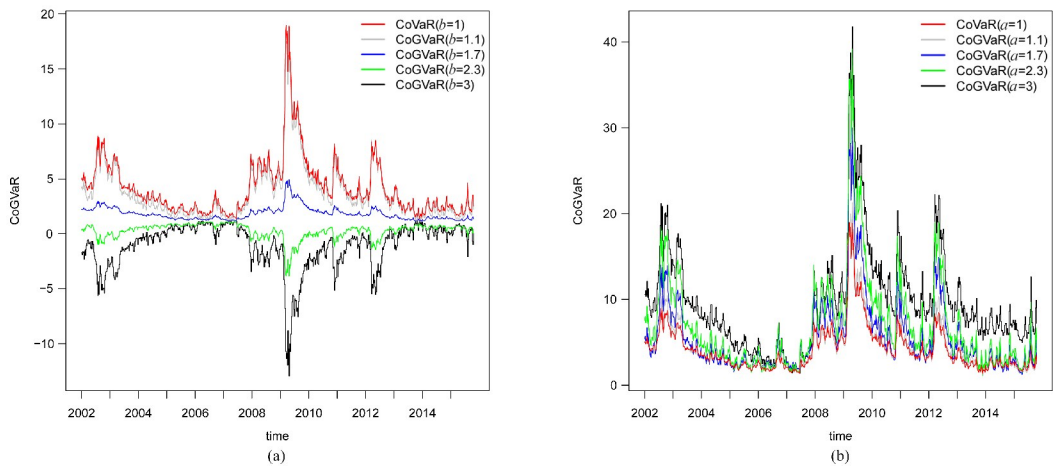 20
15
10
5
0
−5
−10
CoGVaR
CoVaR(b=1)
CoGVaR(b=1.1)
CoGVaR(b=1.7)
CoGVaR(b=2.3)
CoGVaR(b=3)
2002 2004 2006 2008 2010 2012 2014
time
(a)
40
30
20
10
0
CoGVaR
CoVaR(a=1)
CoGVaR(a=1.1)
CoGVaR(a=1.7)
CoGVaR(a=2.3)
CoGVaR(a=3)
2002 2004 2006 2008 2010 2012 2014
time
(b)